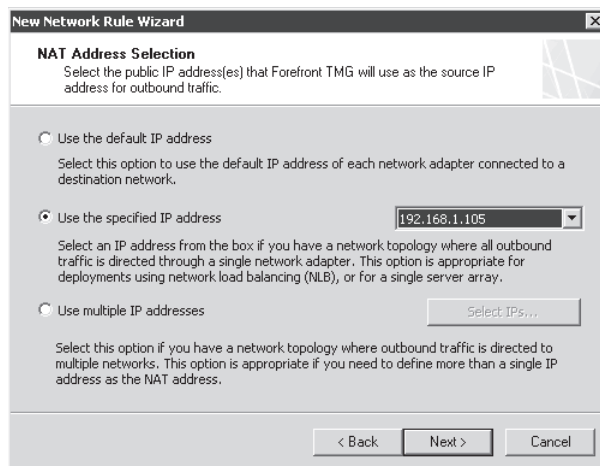 New Network Rule Wizard
NAT Address Selection
Select the public IP address(es) that Forefront TMG will use as the source IP
address for outbound traffic.
Use the default IP address
Select this option to use the default IP address of each network adapter connected to a
destination network.
Use the specified IP address
192.168.1.105
Select an IP address from the box if you have a network topology where all outbound
traffic is directed through a single network adapter. This option is appropriate for
deployments using network load balancing (NLB), or for a single server array.
Use multiple IP addresses
Select IPs...
Select this option if you have a network topology where outbound traffic is directed to
multiple networks. This option is appropriate if you need to define more than a single IP
address as the NAT address.
< Back
Next >
Cancel